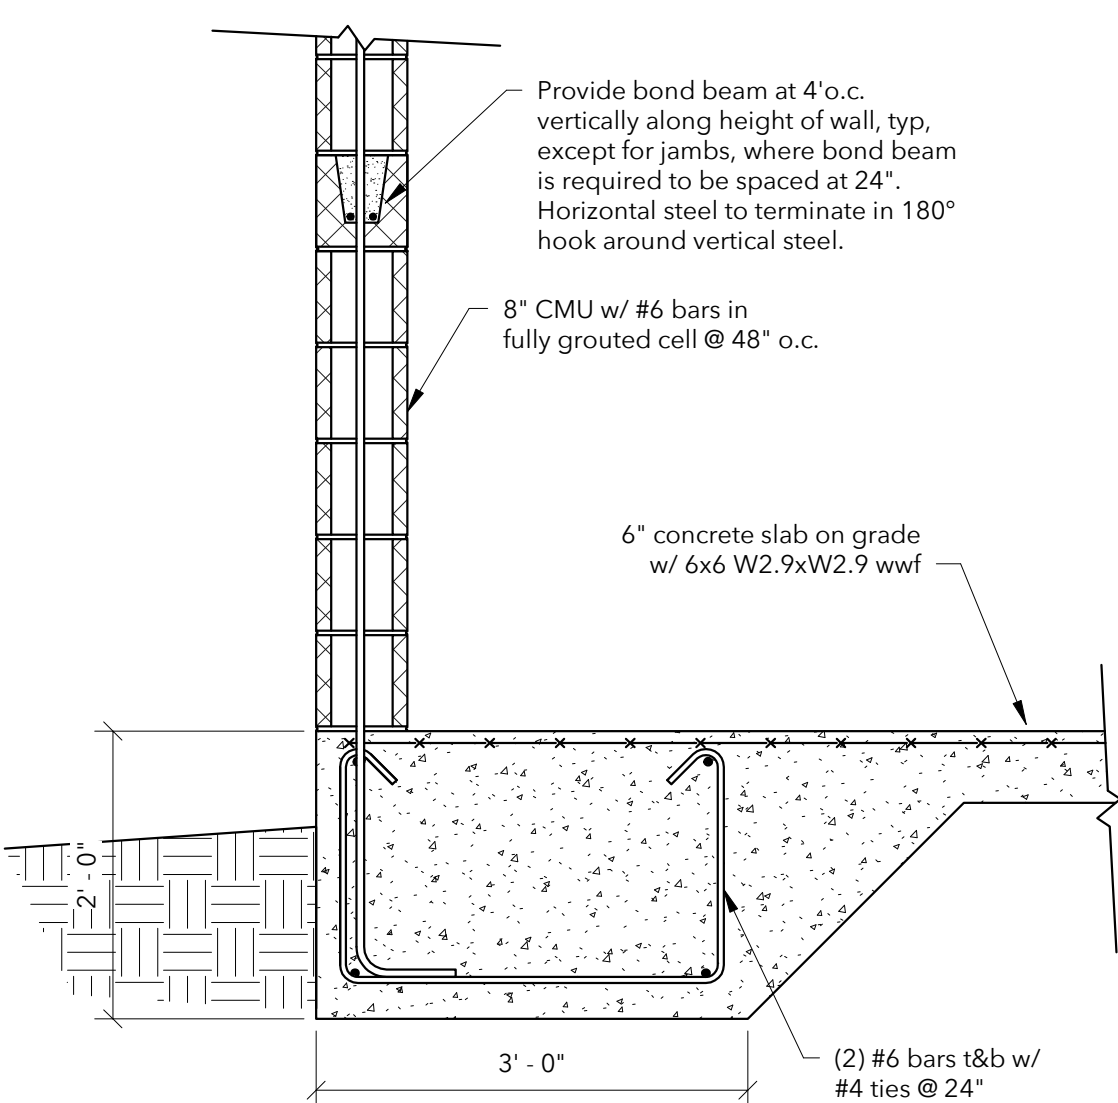 Provide bond beam at 4'o.c.
vertically along height of wall, typ,
except for jambs, where bond beam
is required to be spaced at 24".
Horizontal steel to terminate in 180°
hook around vertical steel.
8" CMU w/ #6 bars in
fully grouted cell @ 48" o.c.
6" concrete slab on grade
w/ 6x6 W2.9xW2.9 wwf
2' - 0"
3' - 0"
(2) #6 bars t&b w/
#4 ties @ 24"